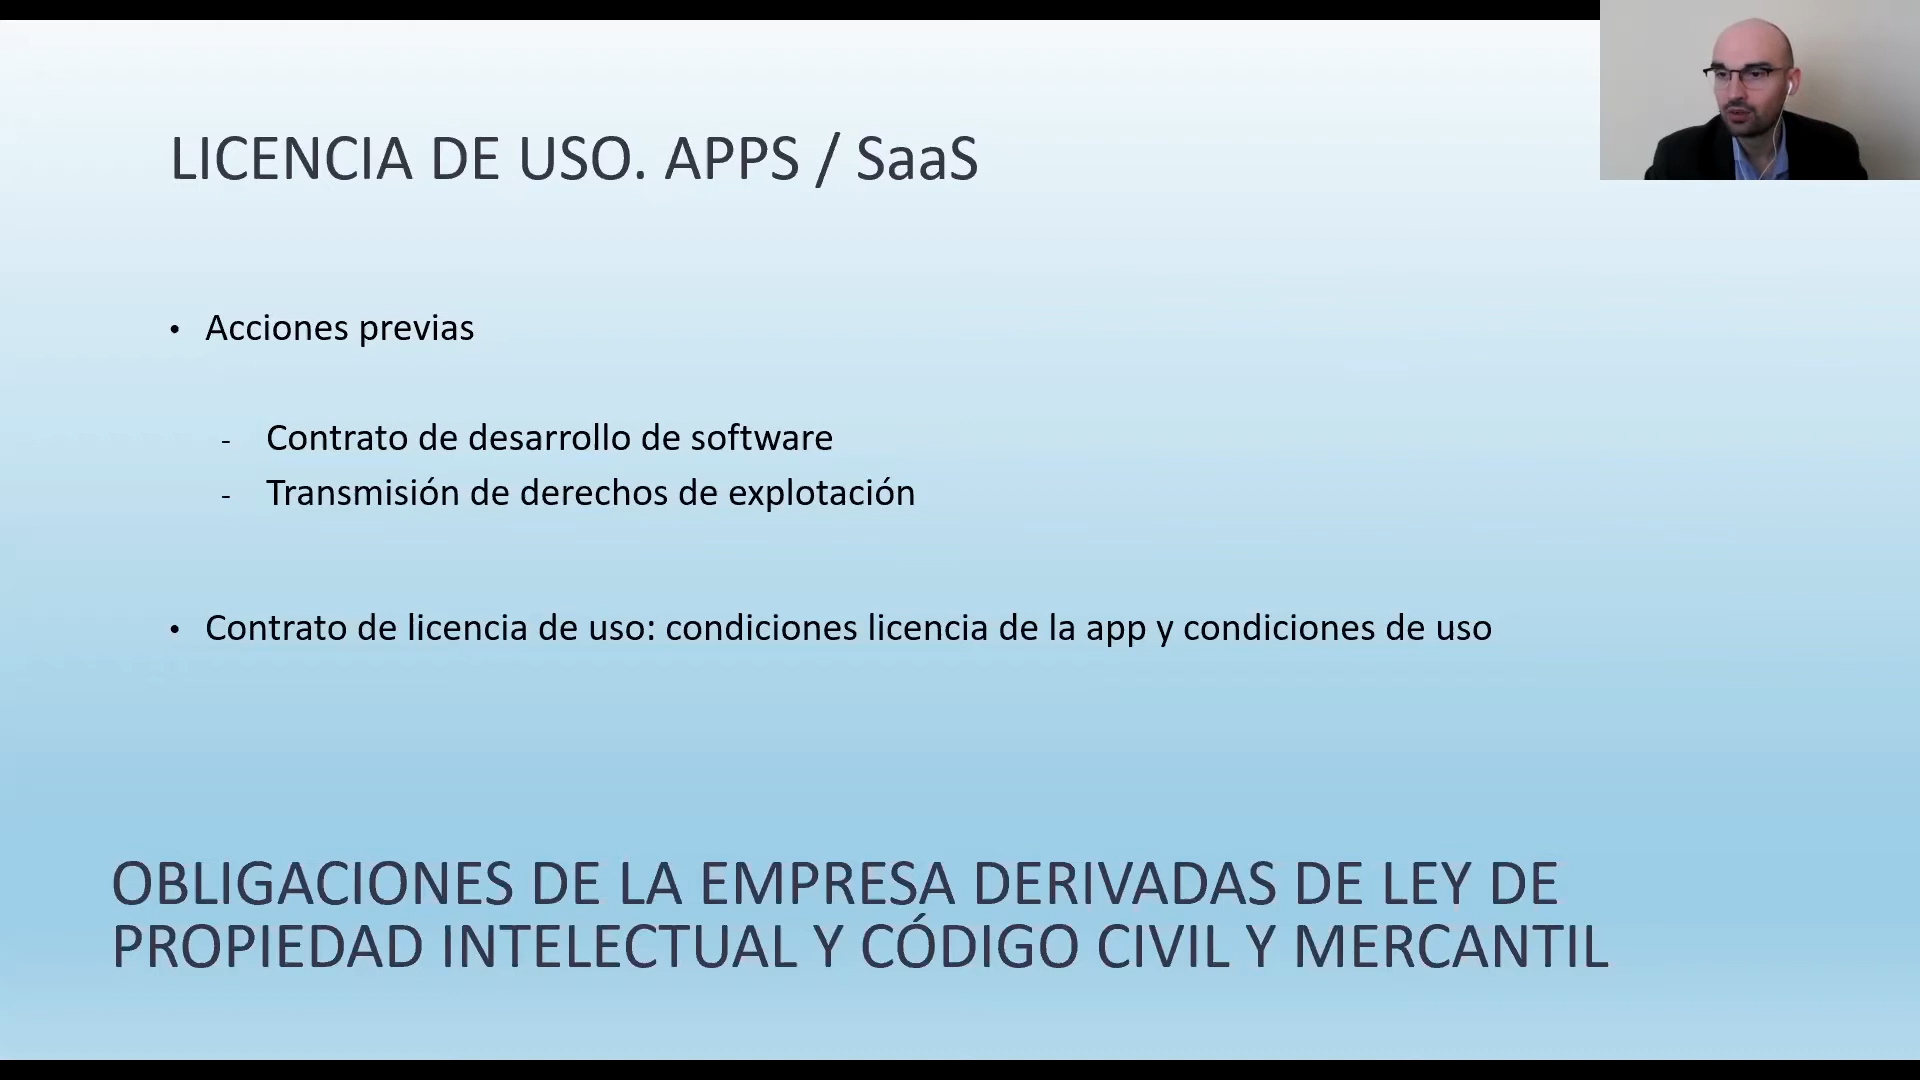 LICENCIA DE USO. APPS / SaaS
• Acciones previas
- Contrato de desarrollo de software
- Transmisión de derechos de explotación
• Contrato de licencia de uso: condiciones licencia de la app y condiciones de uso
OBLIGACIONES DE LA EMPRESA DERIVADAS DE LEY DE
PROPIEDAD INTELECTUAL Y CÓDIGO CIVIL Y MERCANTIL